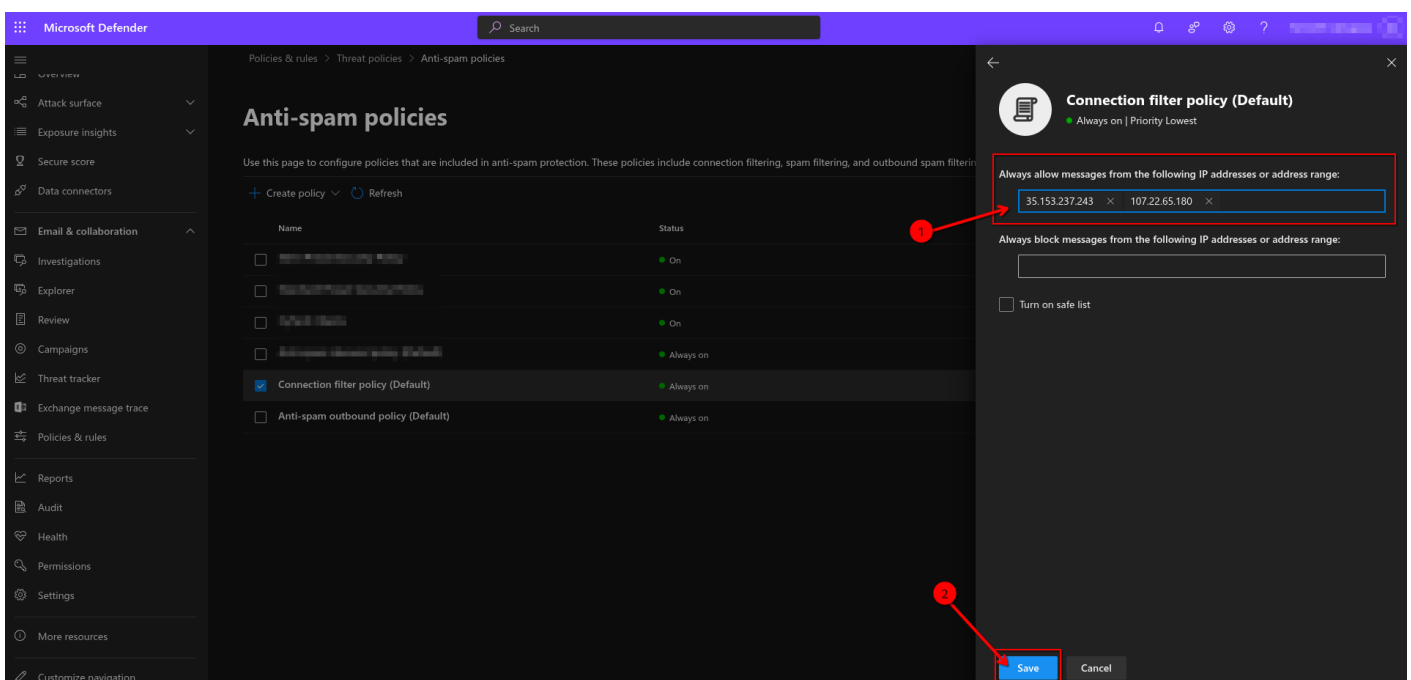 Microsoft Defender
Search
Policies & rules > Threat policies > Anti-spam policies
Overview
Attack surface
Exposure insights
Secure score
Data connectors
Email & collaboration
Investigations
Explorer
Review
Campaigns
Threat tracker
Exchange message trace
Policies & rules
Reports
Audit
Health
Permissions
Settings
More resources
Customize navigation
Anti-spam policies
Use this page to configure policies that are included in anti-spam protection. These policies include connection filtering, spam filtering, and outbound spam filterin
Create policy Refresh
Name Status
On
On
On
Always on
Connection filter policy (Default) Always on
Anti-spam outbound policy (Default) Always on
Connection filter policy (Default)
Always on | Priority Lowest
Always allow messages from the following IP addresses or address range:
35.153.237.243 × 107.22.65.180 ×
1
Always block messages from the following IP addresses or address range:
Turn on safe list
2
Save Cancel